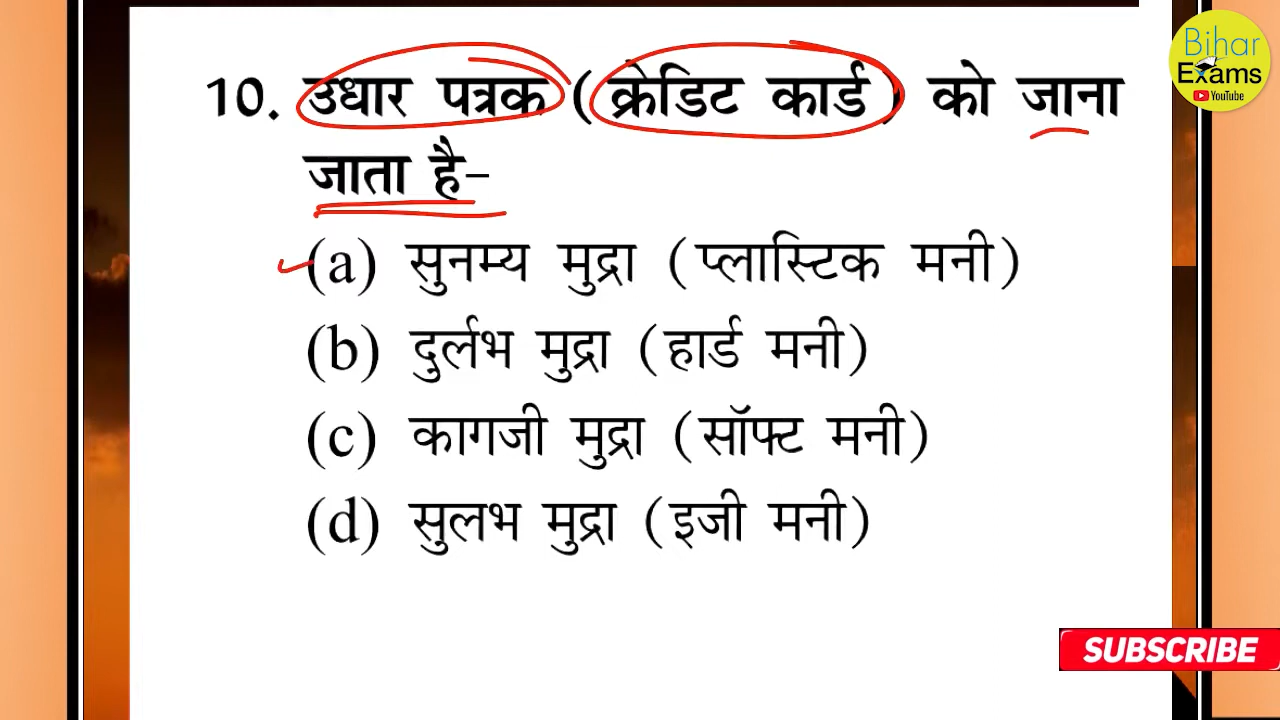 Bihar
Exams
YouTube
10. उधार पत्रक (क्रेडिट कार्ड) को जाना
जाता है-
(a) सुनम्य मुद्रा (प्लास्टिक मनी)
(b) दुर्लभ मुद्रा (हार्ड मनी)
(c) कागजी मुद्रा (सॉफ्ट मनी)
(d) सुलभ मुद्रा (इजी मनी)
SUBSCRIBE